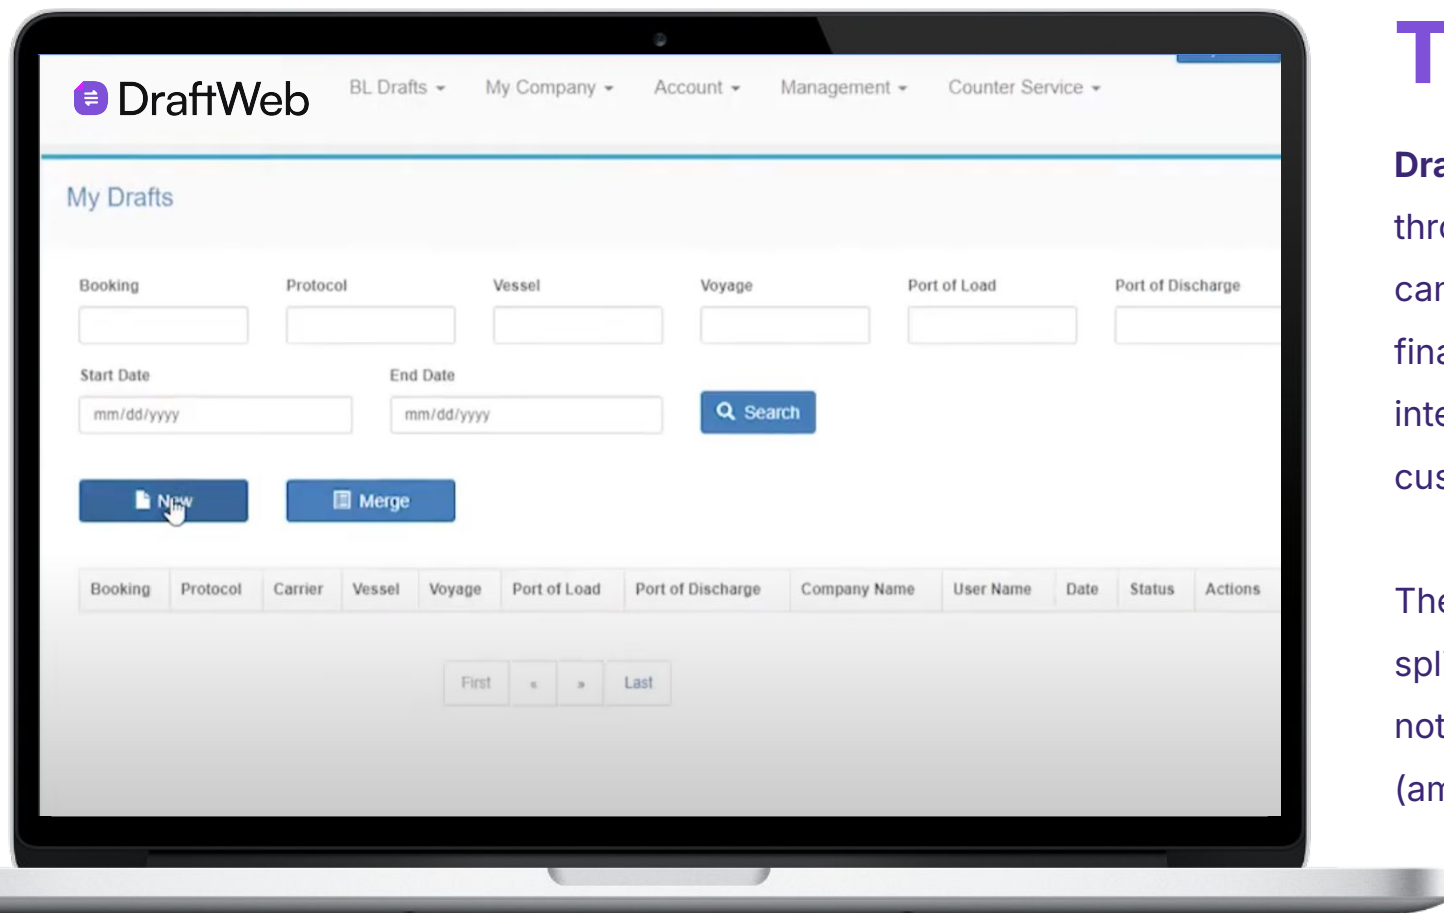 DraftWeb
BL Drafts My Company Account Management Counter Service
My Drafts
Booking Protocol Vessel Voyage Port of Load Port of Discharge
Start Date End Date
mm/dd/yyyy mm/dd/yyyy Search
New Merge
Booking Protocol Carrier Vessel Voyage Port of Load Port of Discharge Company Name User Name Date Status Actions
First « » Last
T
Dra
thro
car
fina
inte
cus
The
spli
not
(am